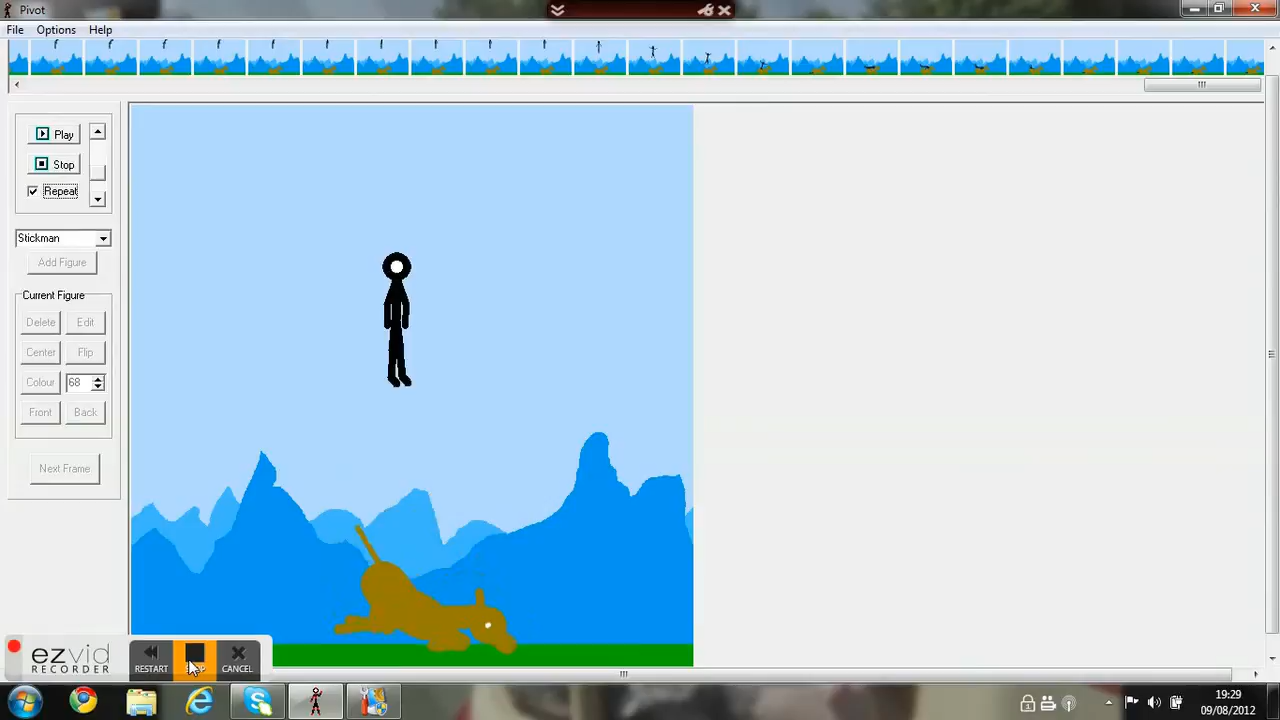 Pivot
File Options Help
Play
Stop
Repeat
Stickman
Add Figure
Current Figure
Delete Edit
Center Flip
Colour 68
Front Back
Next Frame
ezvid
RECORDER
RESTART
CANCEL
19:29
09/08/2012